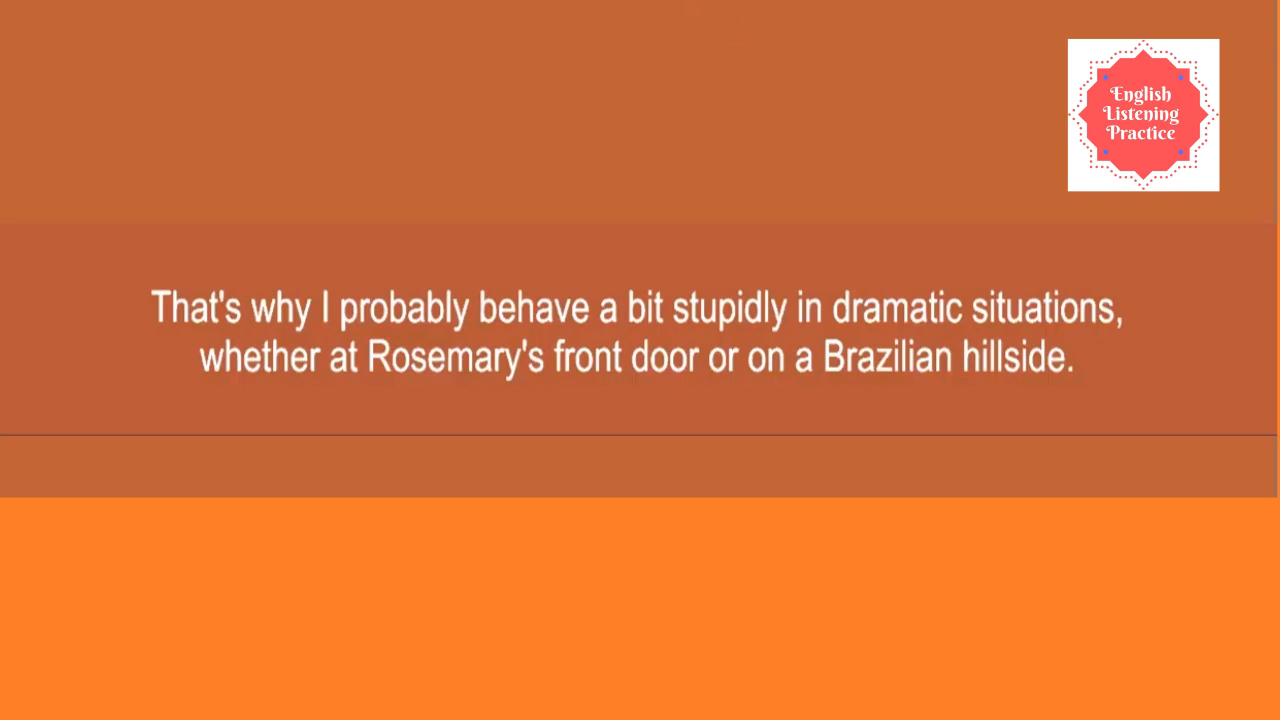 English
Listening
Practice
That's why I probably behave a bit stupidly in dramatic situations,
whether at Rosemary's front door or on a Brazilian hillside.